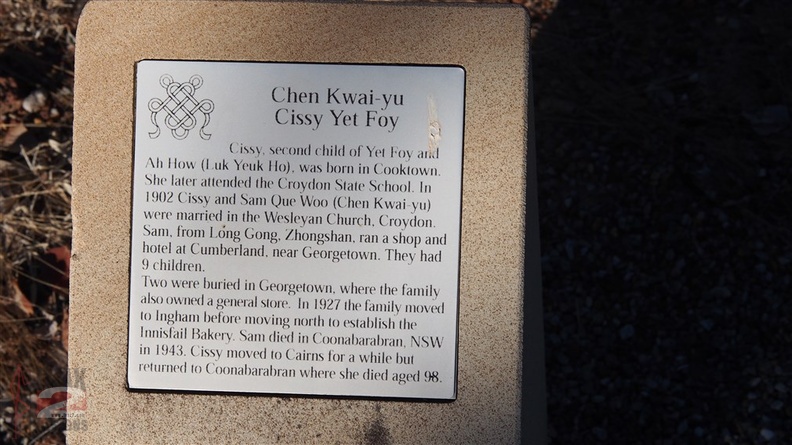 Chen Kwai-yu
Cissy Yet Foy
Cissy, second child of Yet Foy and
Ah How (Luk Yeuk Ho), was born in Cooktown.
She later attended the Croydon State School. In
1902 Cissy and Sam Que Woo (Chen Kwai-yu)
were married in the Wesleyan Church, Croydon.
Sam, from Long Gong, Zhongshan, ran a shop and
hotel at Cumberland, near Georgetown. They had
9 children.
Two were buried in Georgetown, where the family
also owned a general store. In 1927 the family moved
to Ingham before moving north to establish the
Innisfail Bakery. Sam died in Coonabarabran, NSW
in 1943. Cissy moved to Cairns for a while but
returned to Coonabarabran where she died aged 98.